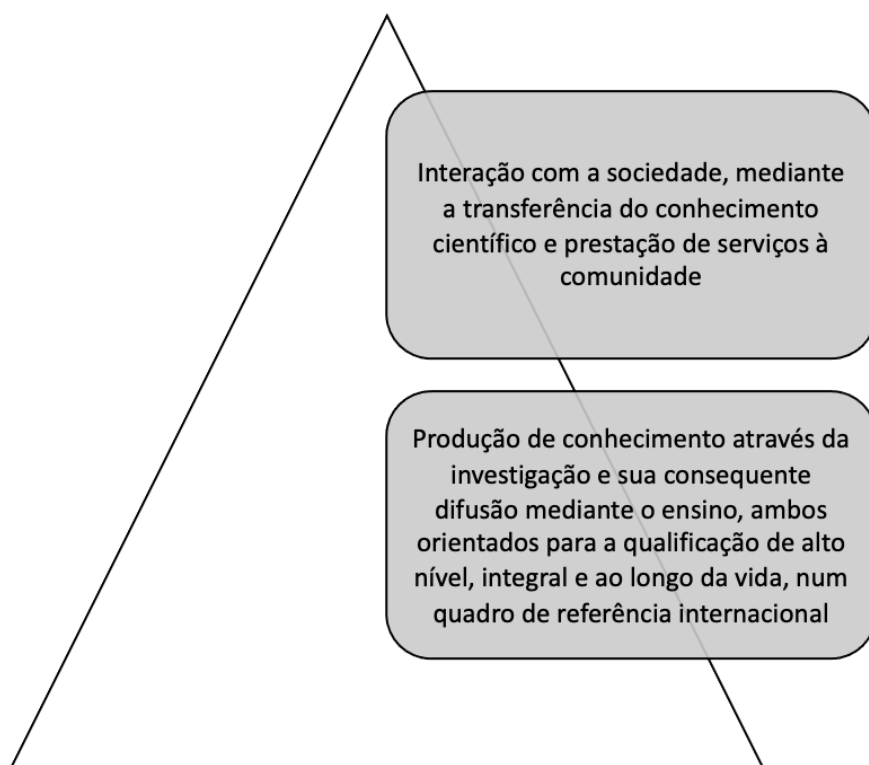 Interação com a sociedade, mediante
a transferência do conhecimento
científico e prestação de serviços à
comunidade
Produção de conhecimento através da
investigação e sua consequente
difusão mediante o ensino, ambos
orientados para a qualificação de alto
nível, integral e ao longo da vida, num
quadro de referência internacional